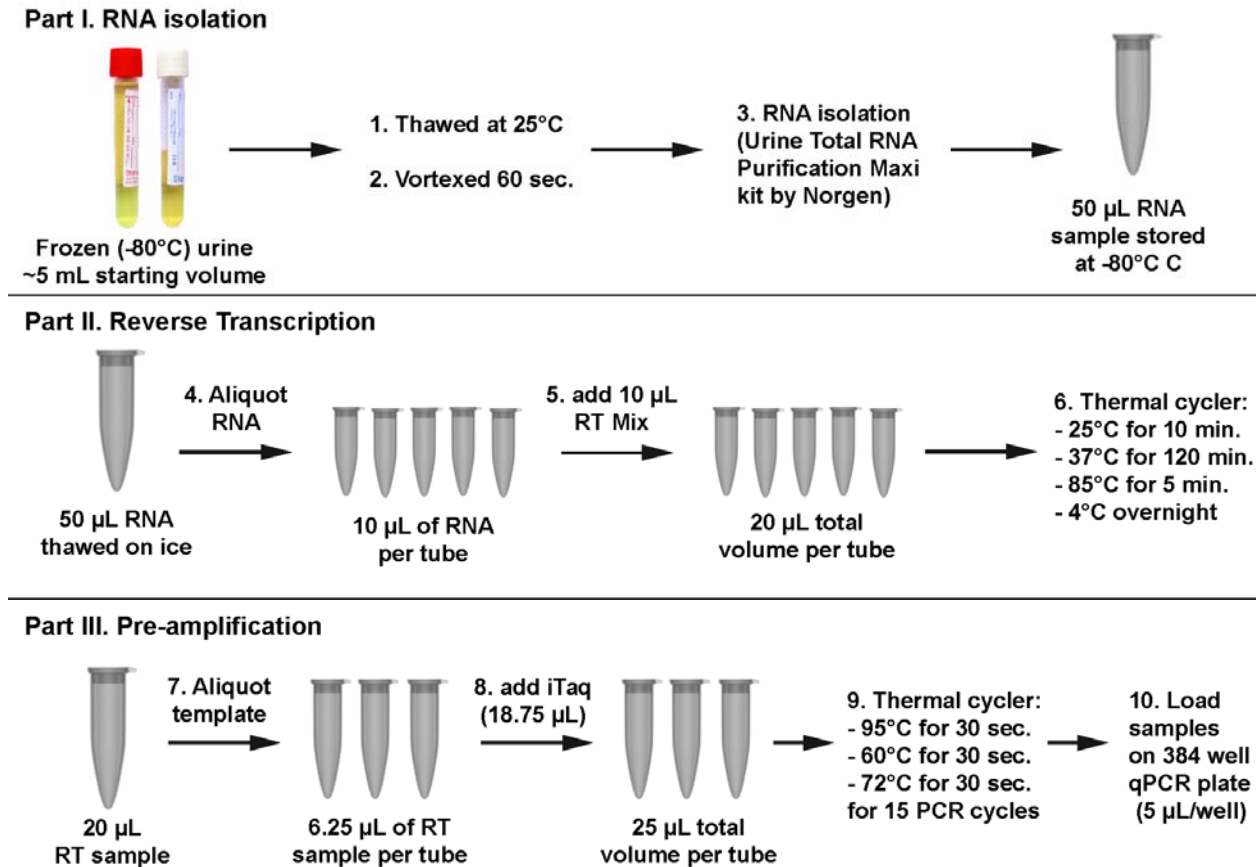 Part I. RNA isolation
Frozen (-80°C) urine
~5 mL starting volume
1. Thawed at 25°C
2. Vortexed 60 sec.
3. RNA isolation
(Urine Total RNA
Purification Maxi
kit by Norgen)
50 µL RNA
sample stored
at -80°C C
Part II. Reverse Transcription
50 µL RNA
thawed on ice
4. Aliquot
RNA
10 µL of RNA
per tube
5. add 10 µL
RT Mix
20 µL total
volume per tube
6. Thermal cycler:
- 25°C for 10 min.
- 37°C for 120 min.
- 85°C for 5 min.
- 4°C overnight
Part III. Pre-amplification
20 µL
RT sample
7. Aliquot
template
6.25 µL of RT
sample per tube
8. add iTaq
(18.75 µL)
25 µL total
volume per tube
9. Thermal cycler:
- 95°C for 30 sec.
- 60°C for 30 sec.
- 72°C for 30 sec.
for 15 PCR cycles
10. Load
samples
on 384 well
qPCR plate
(5 µL/well)